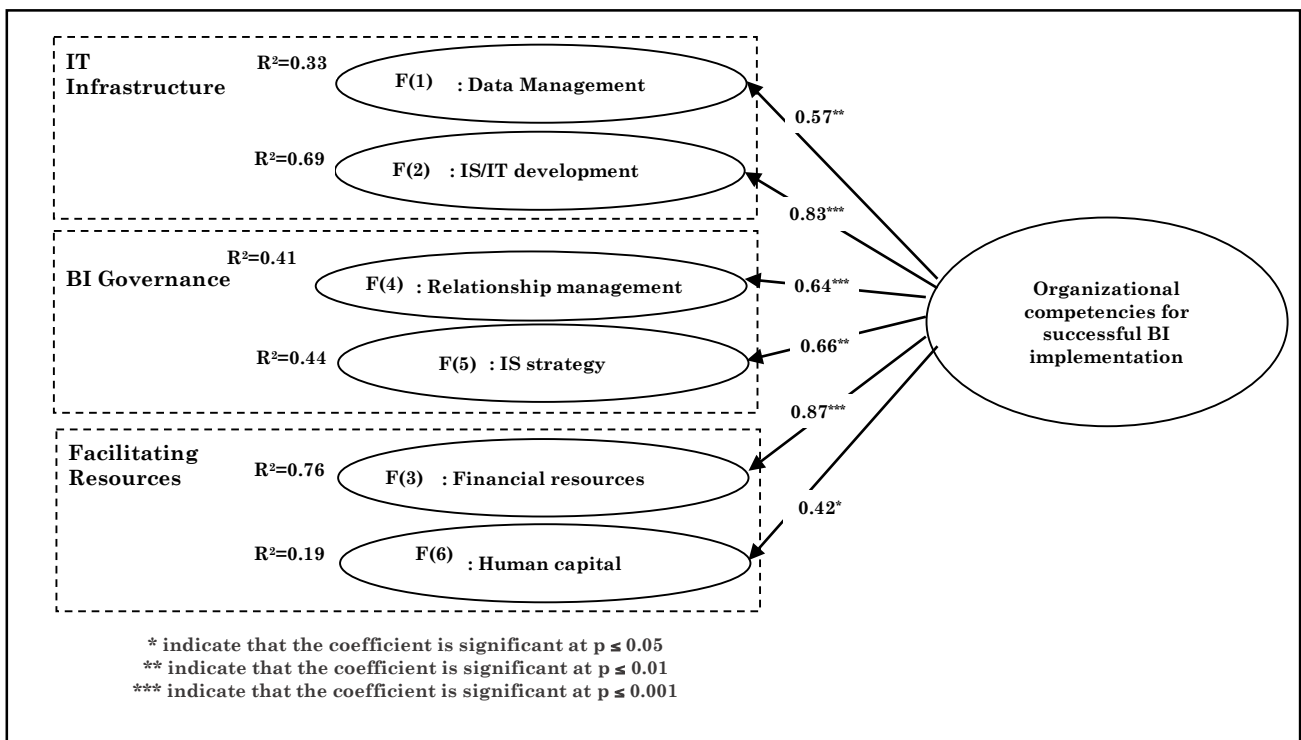 IT
Infrastructure
R²=0.33
F(1) : Data Management
0.57**
R²=0.69
F(2) : IS/IT development
0.83***
BI Governance
R²=0.41
F(4) : Relationship management
0.64***
R²=0.44
F(5) : IS strategy
0.66**
Organizational
competencies for
successful BI
implementation
Facilitating
Resources
R²=0.76
F(3) : Financial resources
0.87***
R²=0.19
F(6) : Human capital
0.42*
* indicate that the coefficient is significant at p ≤ 0.05
** indicate that the coefficient is significant at p ≤ 0.01
*** indicate that the coefficient is significant at p ≤ 0.001